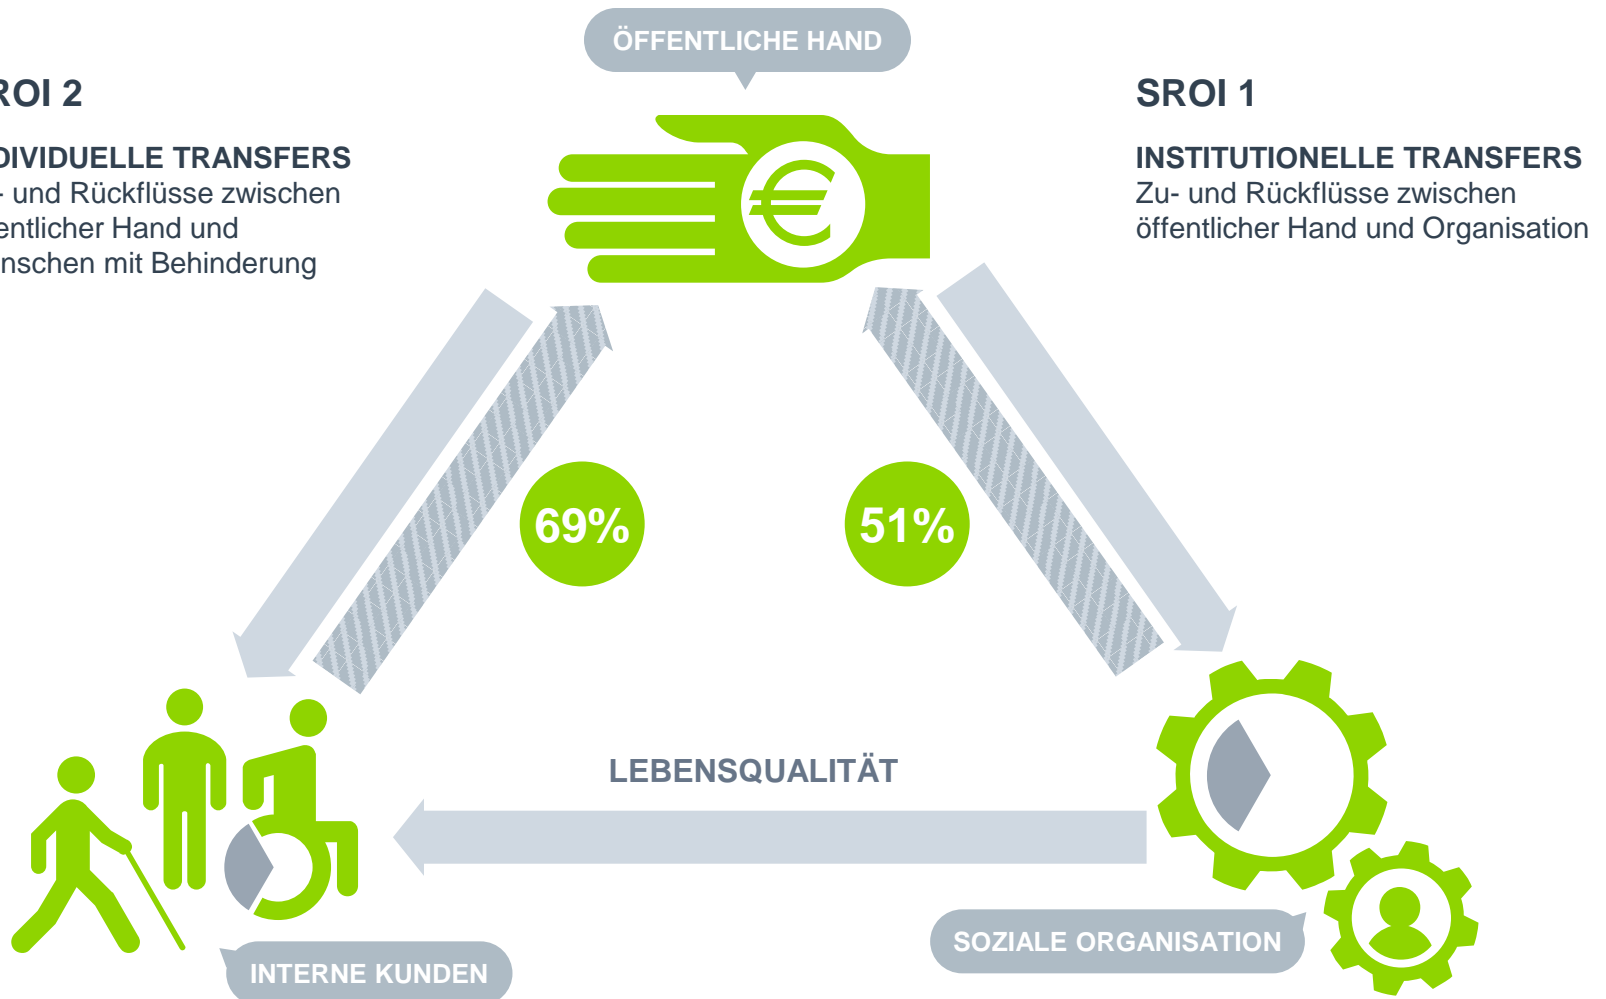 ÖFFENTLICHE HAND
ROI 2
DIVIDUELLE TRANSFERS
- und Rückflüsse zwischen
entlicher Hand und
nschen mit Behinderung
SROI 1
INSTITUTIONELLE TRANSFERS
Zu- und Rückflüsse zwischen
öffentlicher Hand und Organisation
€
69%
51%
LEBENSQUALITÄT
SOZIALE ORGANISATION
INTERNE KUNDEN